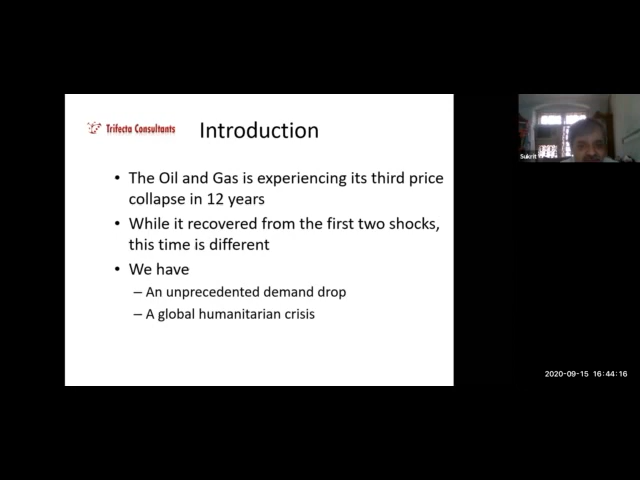 Trifecta Consultants
Introduction
• The Oil and Gas is experiencing its third price
collapse in 12 years
• While it recovered from the first two shocks,
this time is different
• We have
– An unprecedented demand drop
– A global humanitarian crisis
Sukrit
2020-09-15 16:44:16